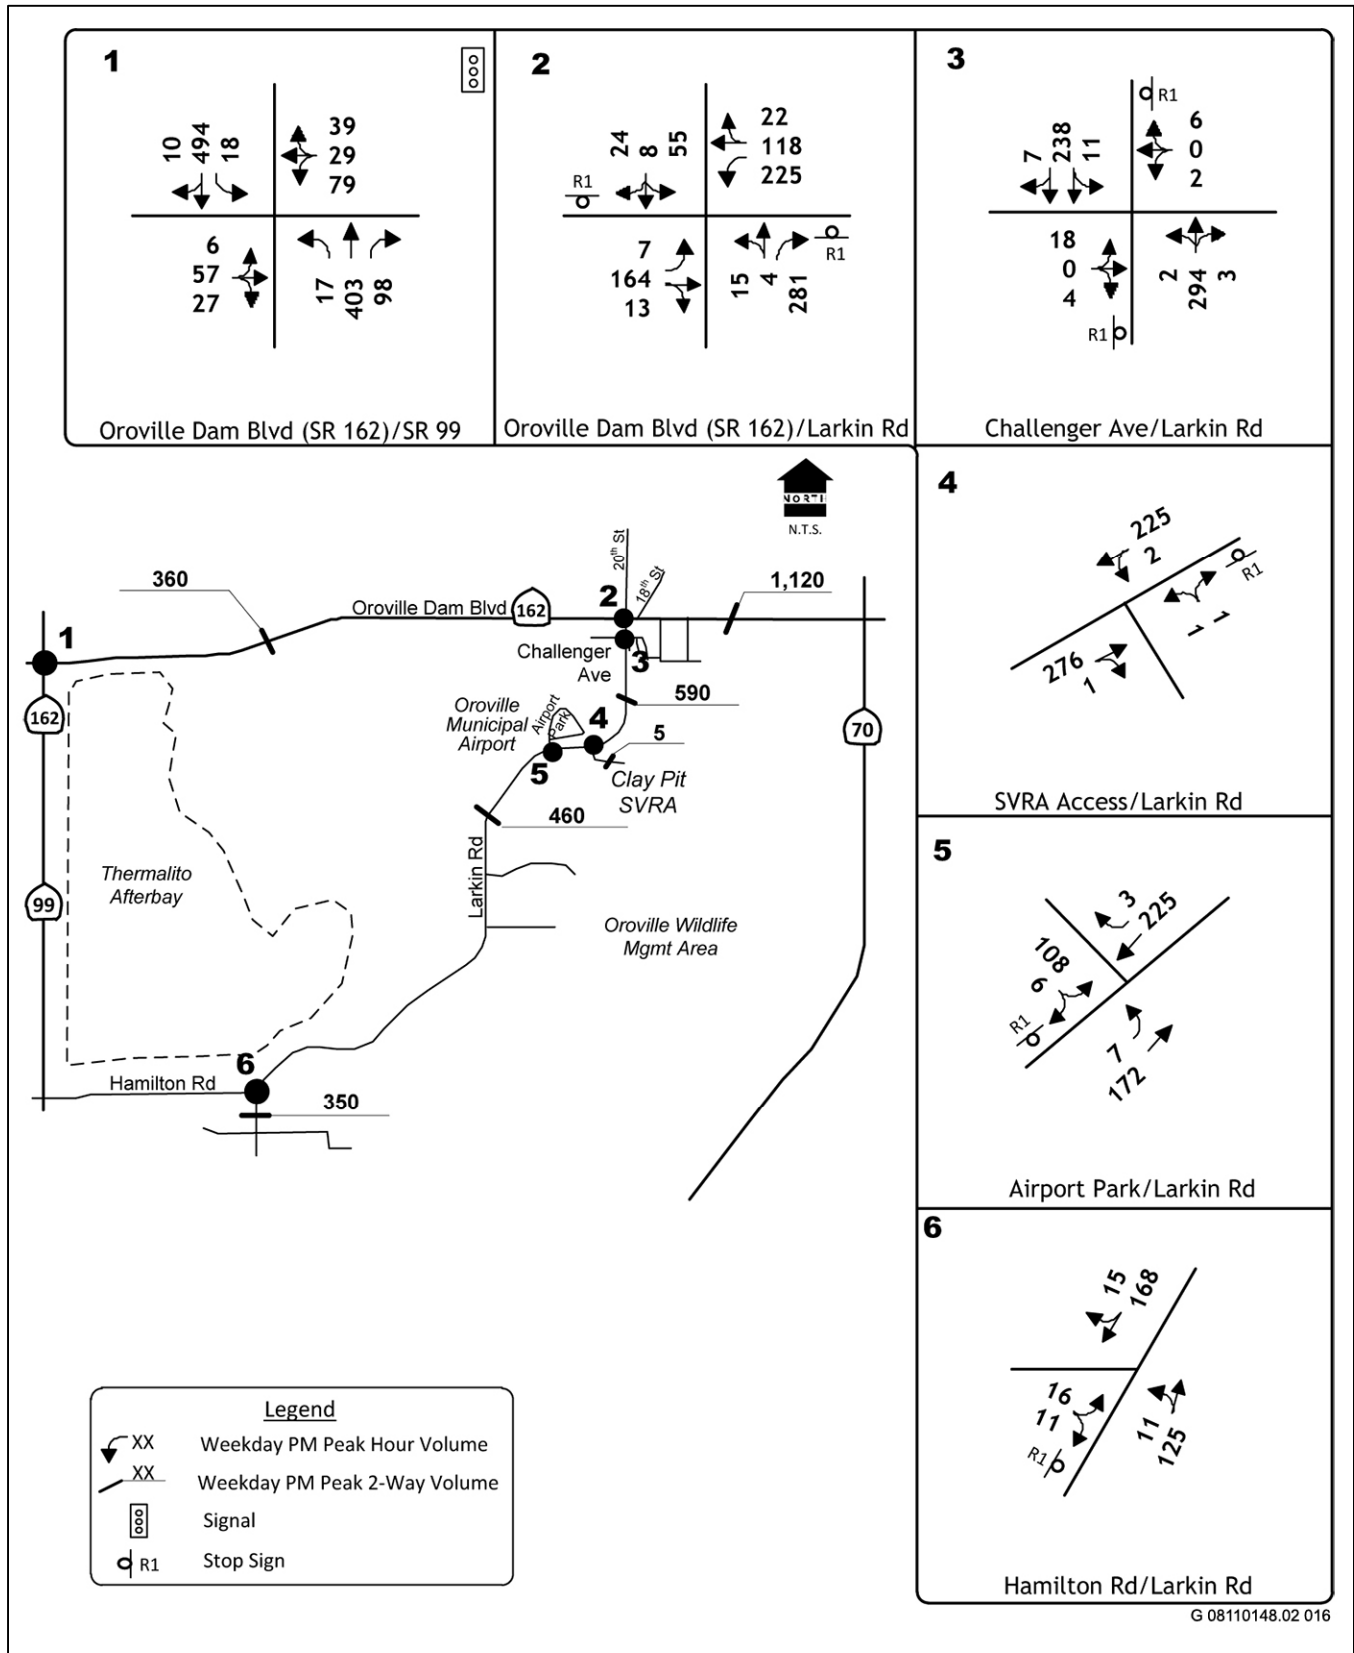 1
10
494
18
39
29
79
6
57
27
17
403
98
Oroville Dam Blvd (SR 162)/SR 99
2
24
8
55
22
118
225
R1
7
164
13
15
4
281
R1
Oroville Dam Blvd (SR 162)/Larkin Rd
3
R1
7
238
11
6
0
2
18
0
4
2
294
3
R1
Challenger Ave/Larkin Rd
4
225
2
R1
1
1
276
1
SVRA Access/Larkin Rd
5
3
225
108
6
R1
7
172
Airport Park/Larkin Rd
6
15
168
16
11
R1
11
125
Hamilton Rd/Larkin Rd
NORTH
N.T.S.
360
Oroville Dam Blvd
162
20th St
18th St
1,120
1
2
3
Challenger
Ave
590
162
Oroville
Municipal
Airport
Airport
Park
4
5
5
Clay Pit
SVRA
70
460
Larkin Rd
Thermalito
Afterbay
99
Oroville Wildlife
Mgmt Area
6
Hamilton Rd
350
Legend
XX Weekday PM Peak Hour Volume
XX Weekday PM Peak 2-Way Volume
Signal
R1 Stop Sign
G 08110148.02 016